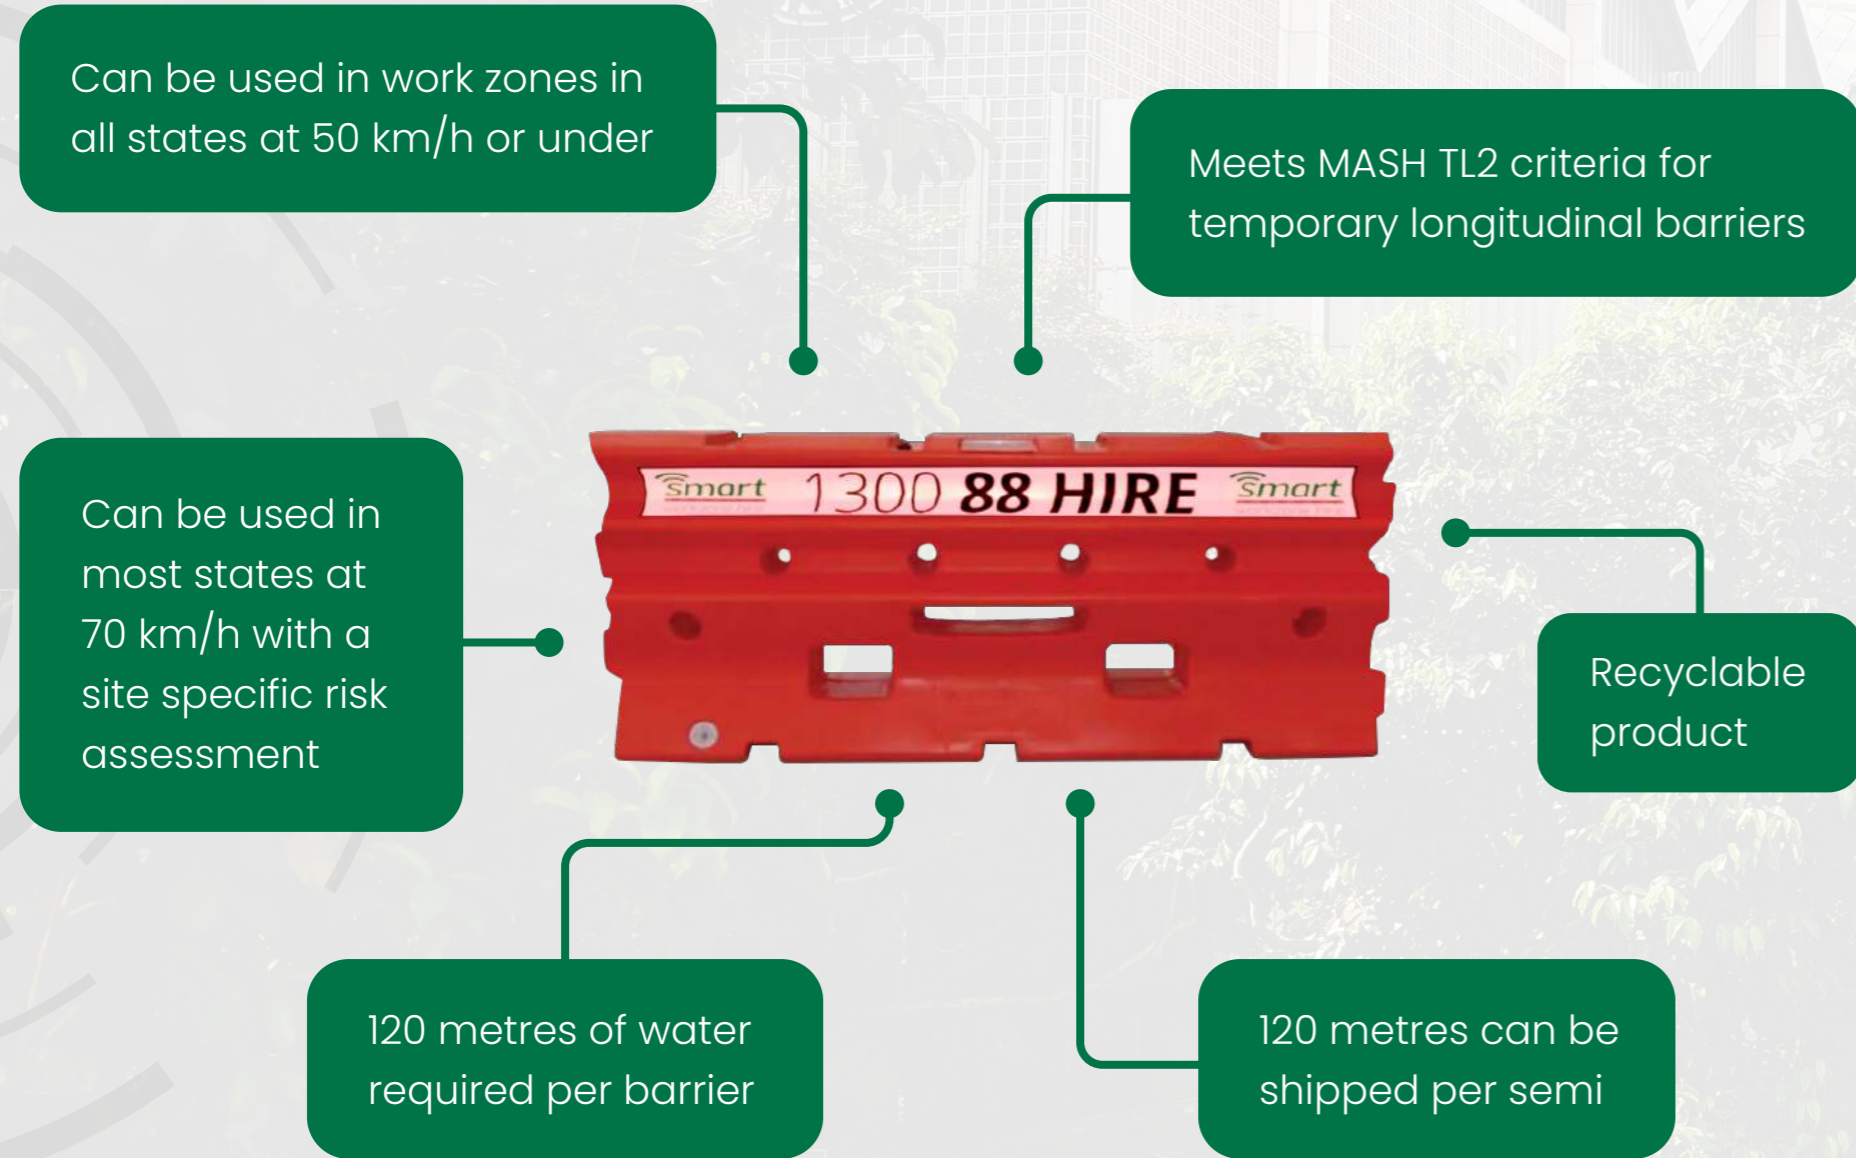 Can be used in work zones in
all states at 50 km/h or under
Meets MASH TL2 criteria for
temporary longitudinal barriers
Can be used in
most states at
70 km/h with a
site specific risk
assessment
smart 1300 88 HIRE smart
Recyclable
product
120 metres of water
required per barrier
120 metres can be
shipped per semi